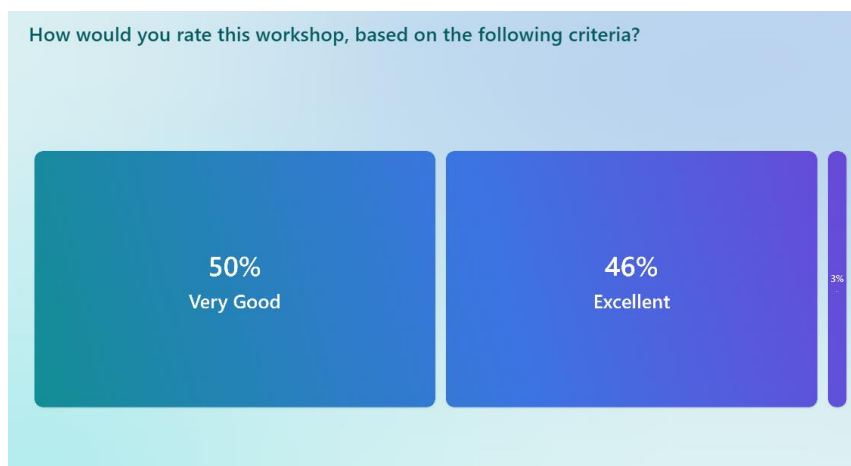 How would you rate this workshop, based on the following criteria?
50%
Very Good
46%
Excellent
3%